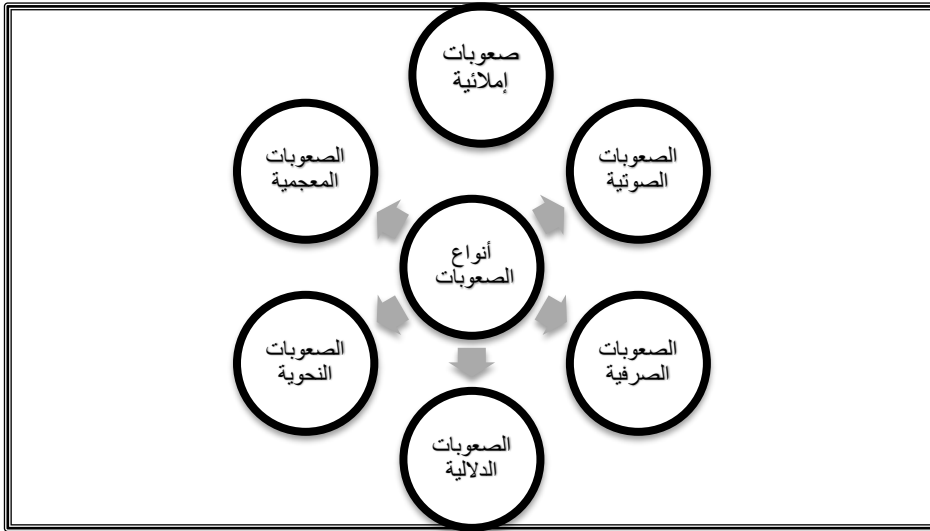 صعوبات
إملائية
الصعوبات
الصوتية
الصعوبات
المعجمية
أنواع
الصعوبات
الصعوبات
الصرفية
الصعوبات
النحوية
الصعوبات
الدلالية